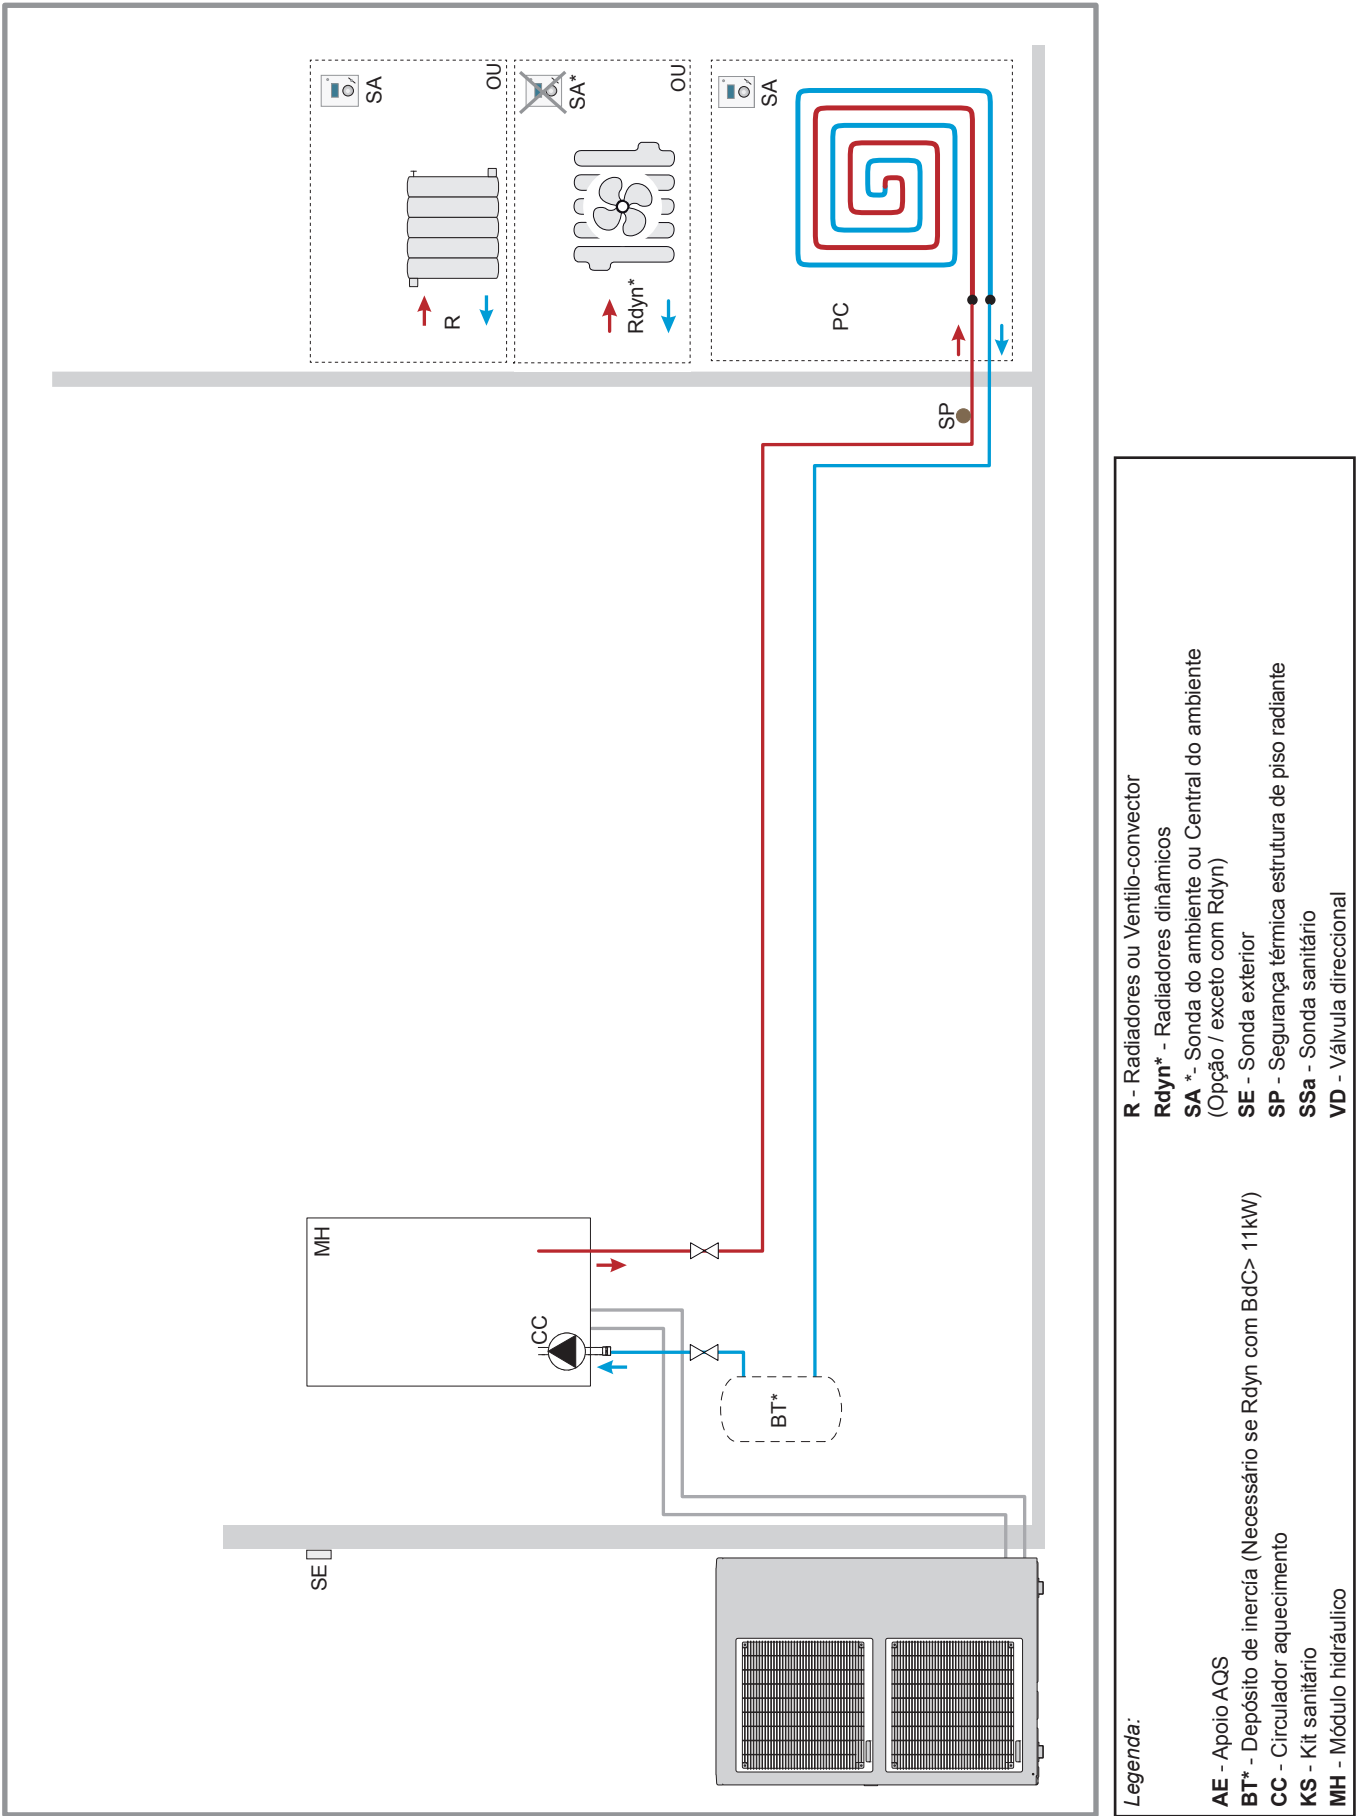 SE
MH
CC
BT*
SP
SA
R
OU
SA*
Rdyn*
OU
SA
PC
Legenda:
AE - Apoio AQS
BT* - Depósito de inercía (Necessário se Rdyn com BdC> 11kW)
CC - Circulador aquecimento
KS - Kit sanitário
MH - Módulo hidráulico
R - Radiadores ou Ventilo-convector
Rdyn* - Radiadores dinâmicos
SA *- Sonda do ambiente ou Central do ambiente
(Opção / exceto com Rdyn)
SE - Sonda exterior
SP - Segurança térmica estrutura de piso radiante
SSa - Sonda sanitário
VD - Válvula direccional